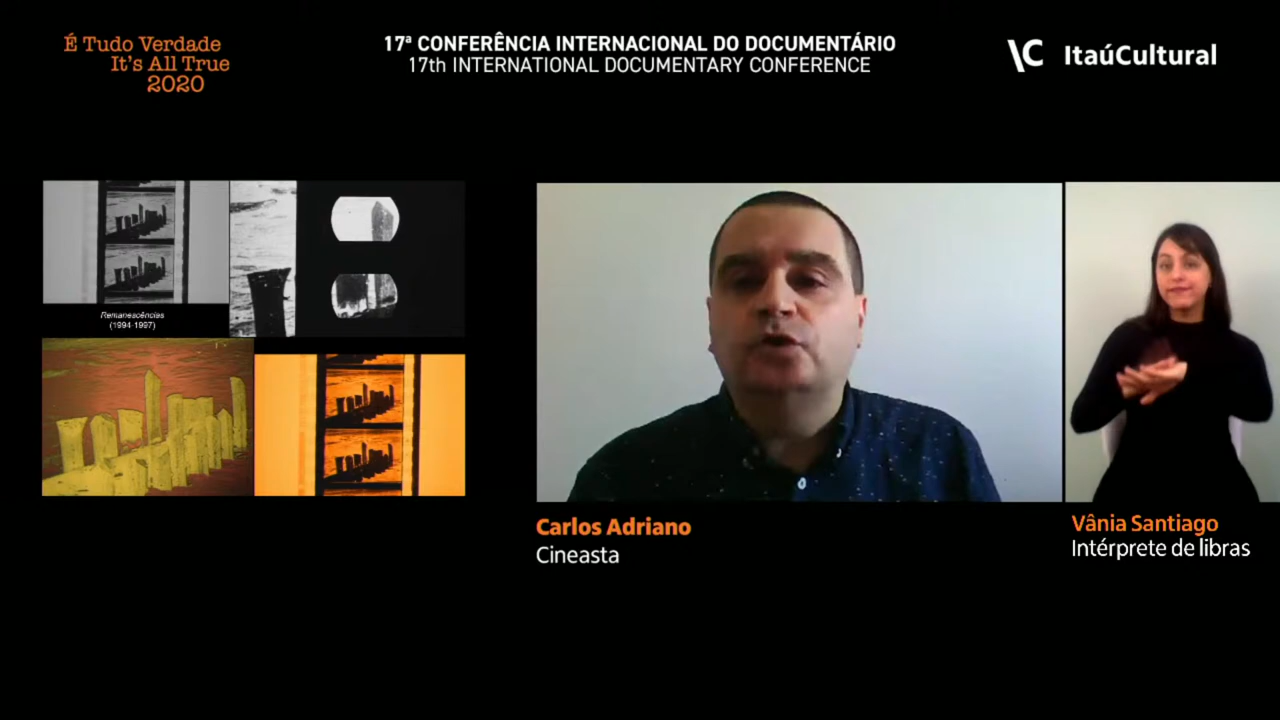 É Tudo Verdade
It's All True
2020
17ª CONFERÊNCIA INTERNACIONAL DO DOCUMENTÁRIO
17th INTERNATIONAL DOCUMENTARY CONFERENCE
ItaúCultural
Remanescências
(1994-1997)
Carlos Adriano
Cineasta
Vânia Santiago
Intérprete de libras